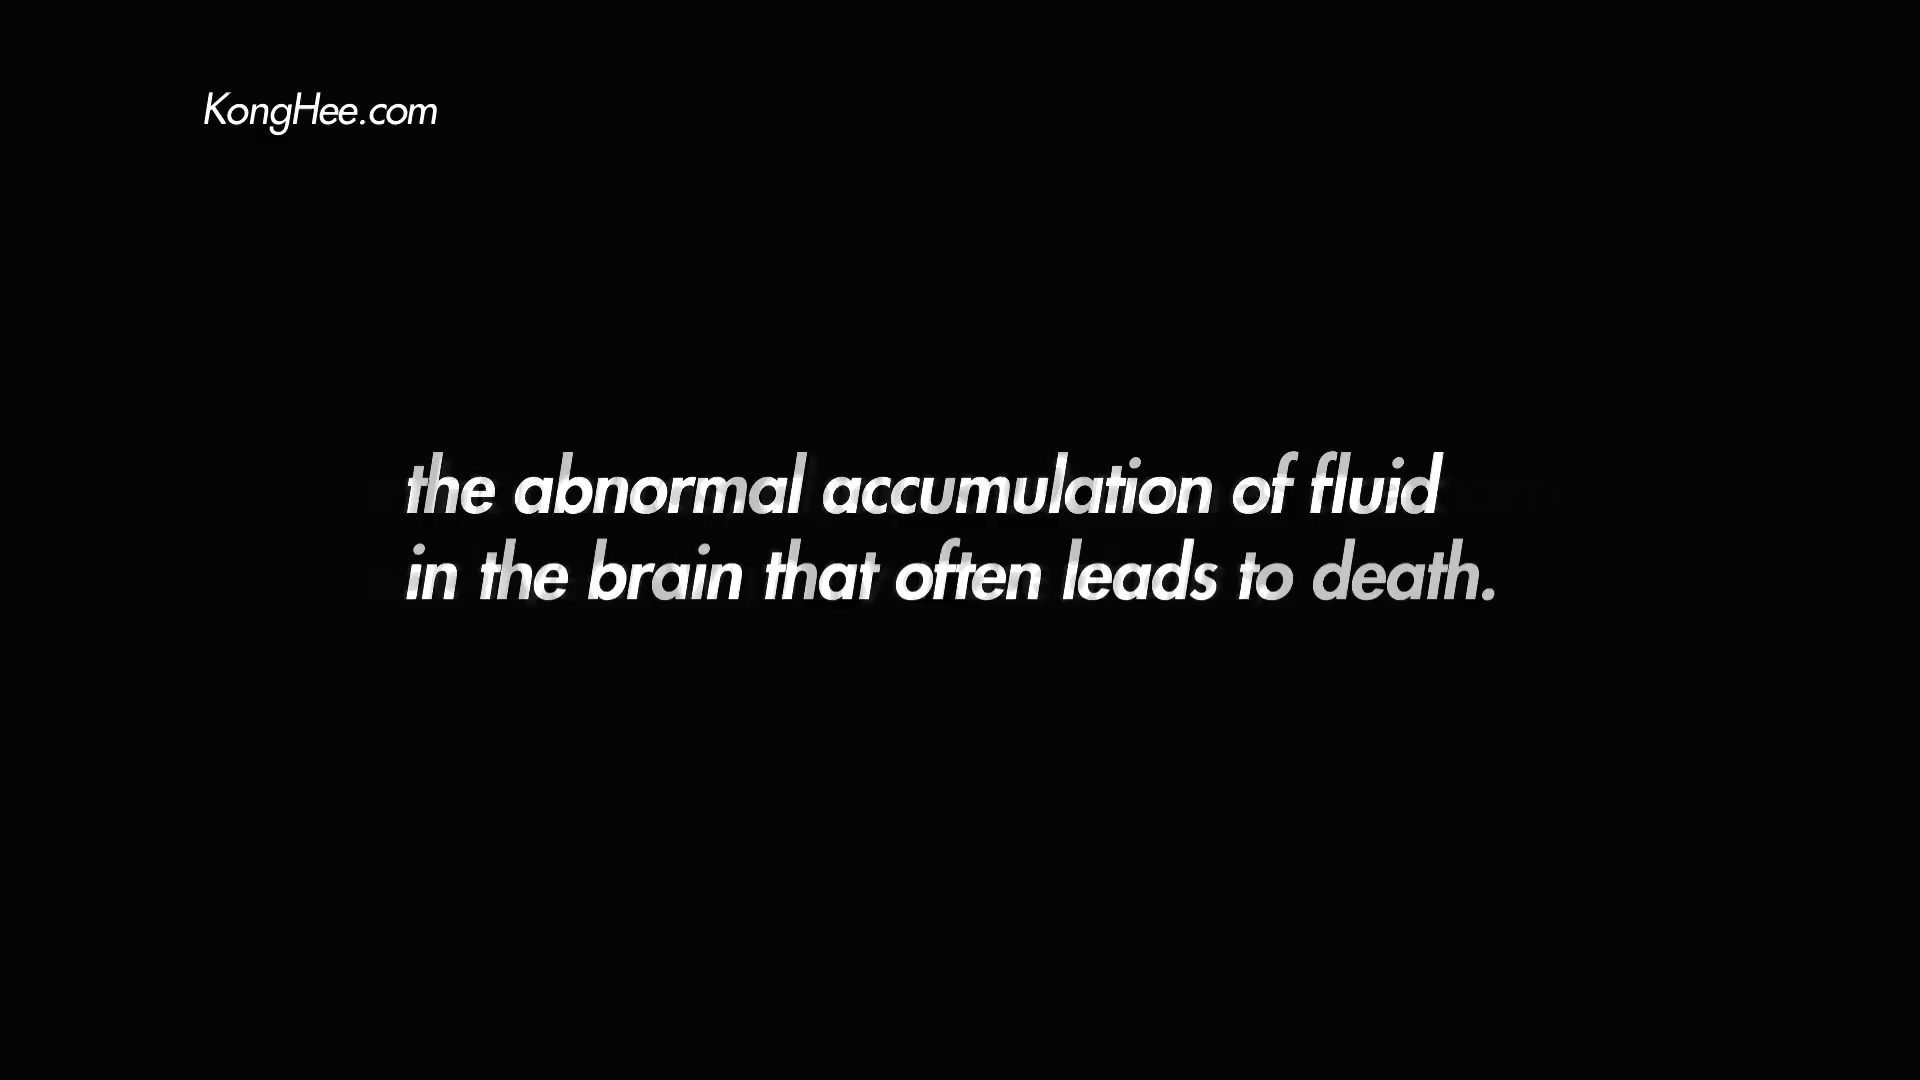 KongHee.com
the abnormal accumulation of fluid
in the brain that often leads to death.